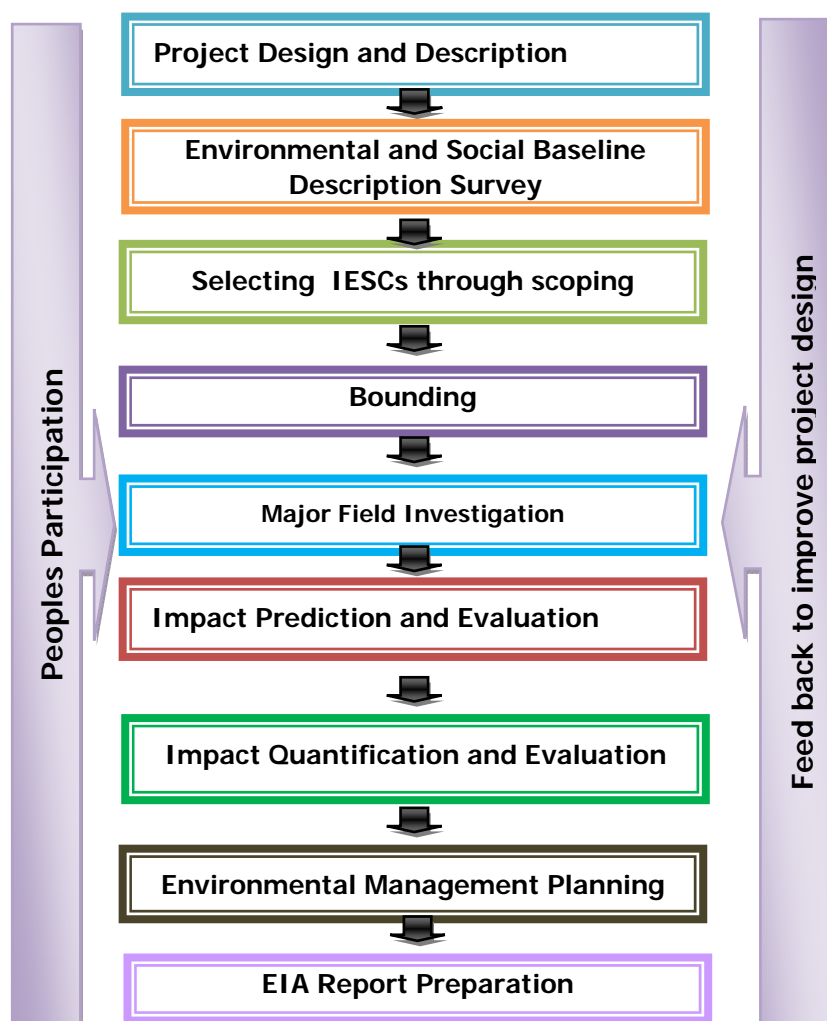 Project Design and Description
Environmental and Social Baseline
Description Survey
Selecting IESCs through scoping
Bounding
Major Field Investigation
Impact Prediction and Evaluation
Impact Quantification and Evaluation
Environmental Management Planning
EIA Report Preparation
Peoples Participation
Feed back to improve project design